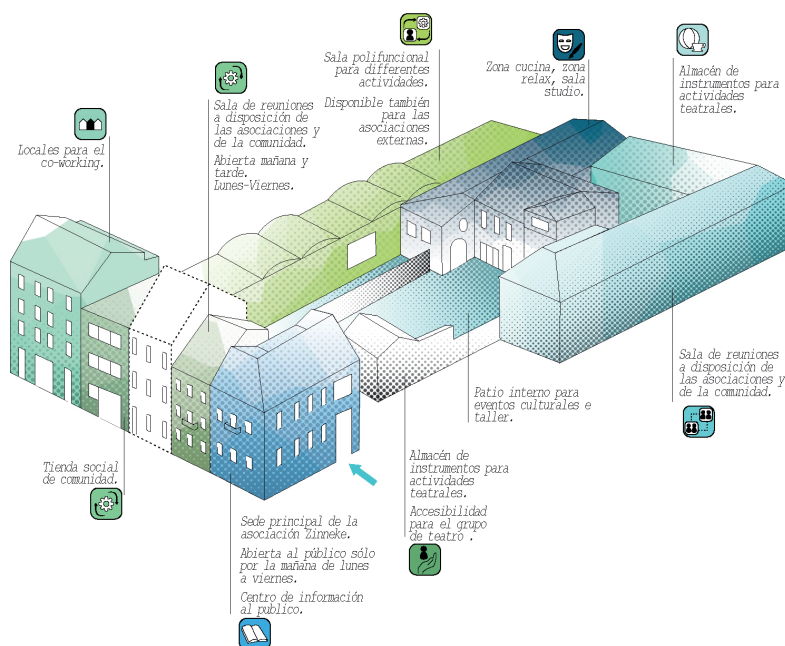 Sala polifuncional
para differentes
actividades.
Disponible también
para las
asociaciones
externas.
Zona cucina, zona
relax, sala
studio.
Almacén de
instrumentos para
actividades
teatrales.
Sala de reuniones
a disposición de
las asociaciones y
de la comunidad.
Abierta mañana y
tarde.
Lunes-Viernes.
Locales para el
co-working.
Sala de reuniones
a disposición de
las asociaciones y
de la comunidad.
Patio interno para
eventos culturales e
taller.
Tienda social
de comunidad.
Almacén de
instrumentos para
actividades
teatrales.
Accesibilidad
para el grupo
de teatro .
Sede principal de la
asociación Zinneke.
Abierta al público sólo
por la mañana de lunes
a viernes.
Centro de información
al publico.